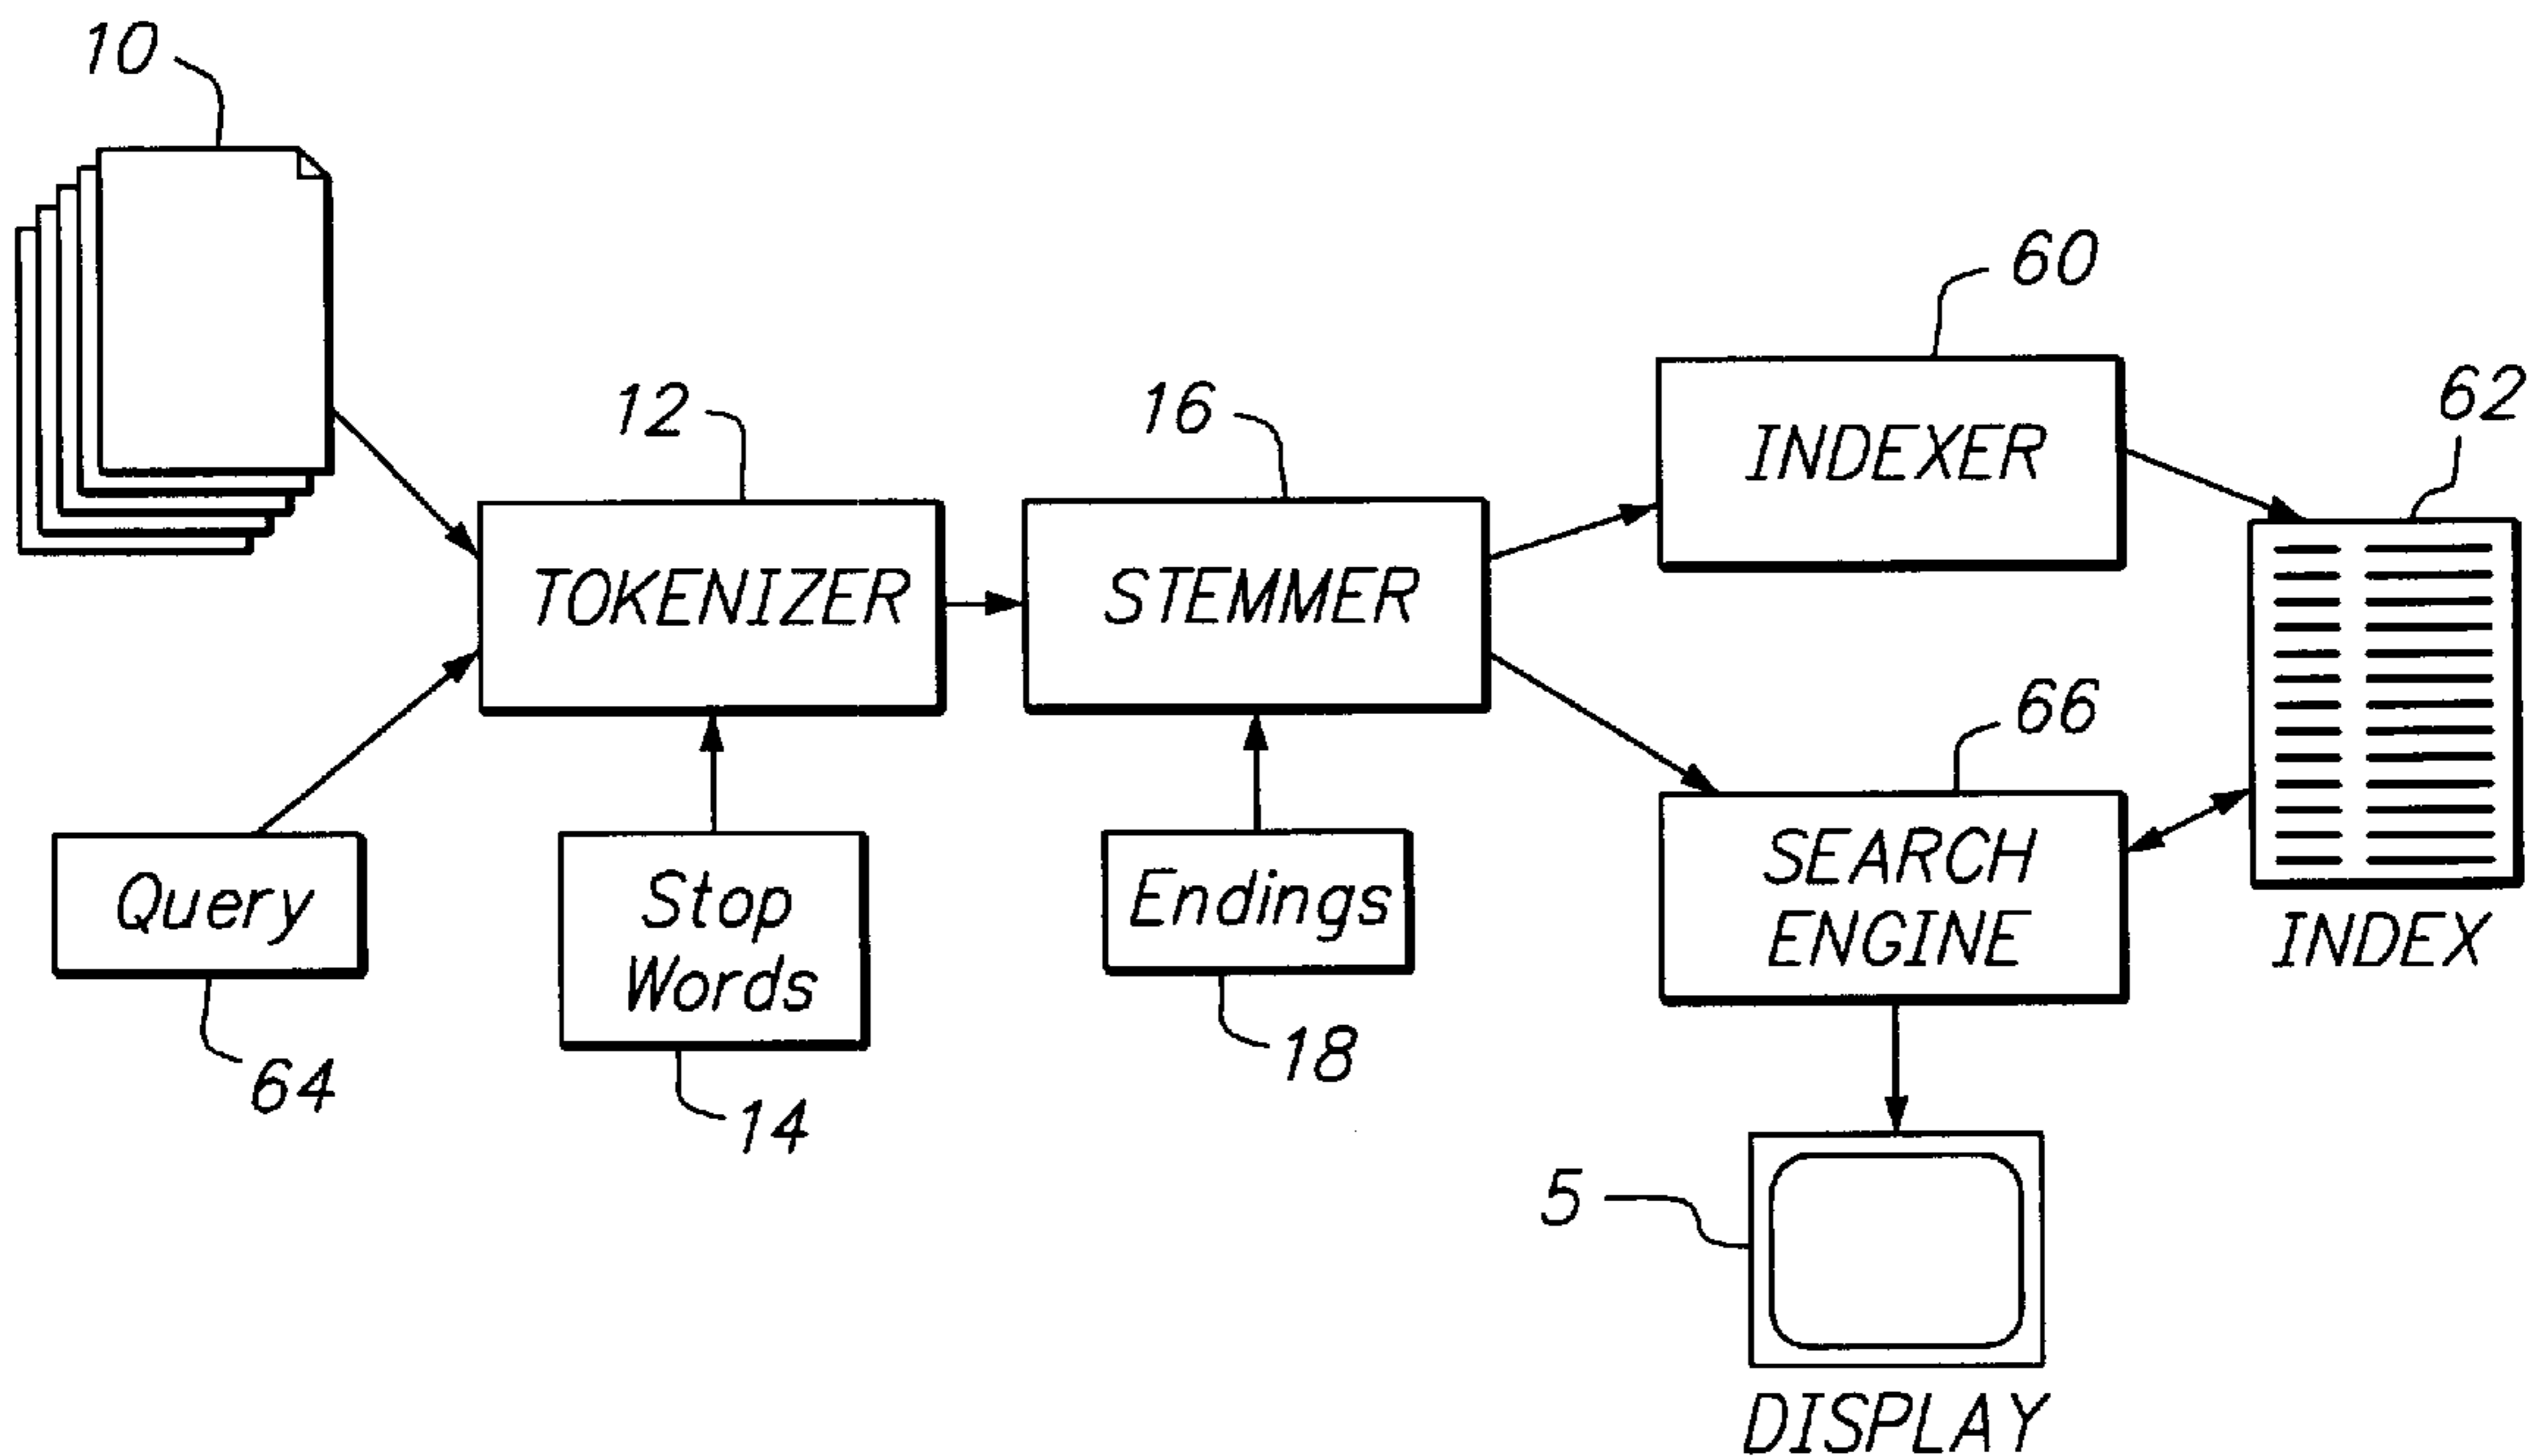 10
60
62
12
16
INDEXER
TOKENIZER
STEMMER
66
Query
Stop
Words
Endings
SEARCH
ENGINE
INDEX
64
14
18
5
DISPLAY